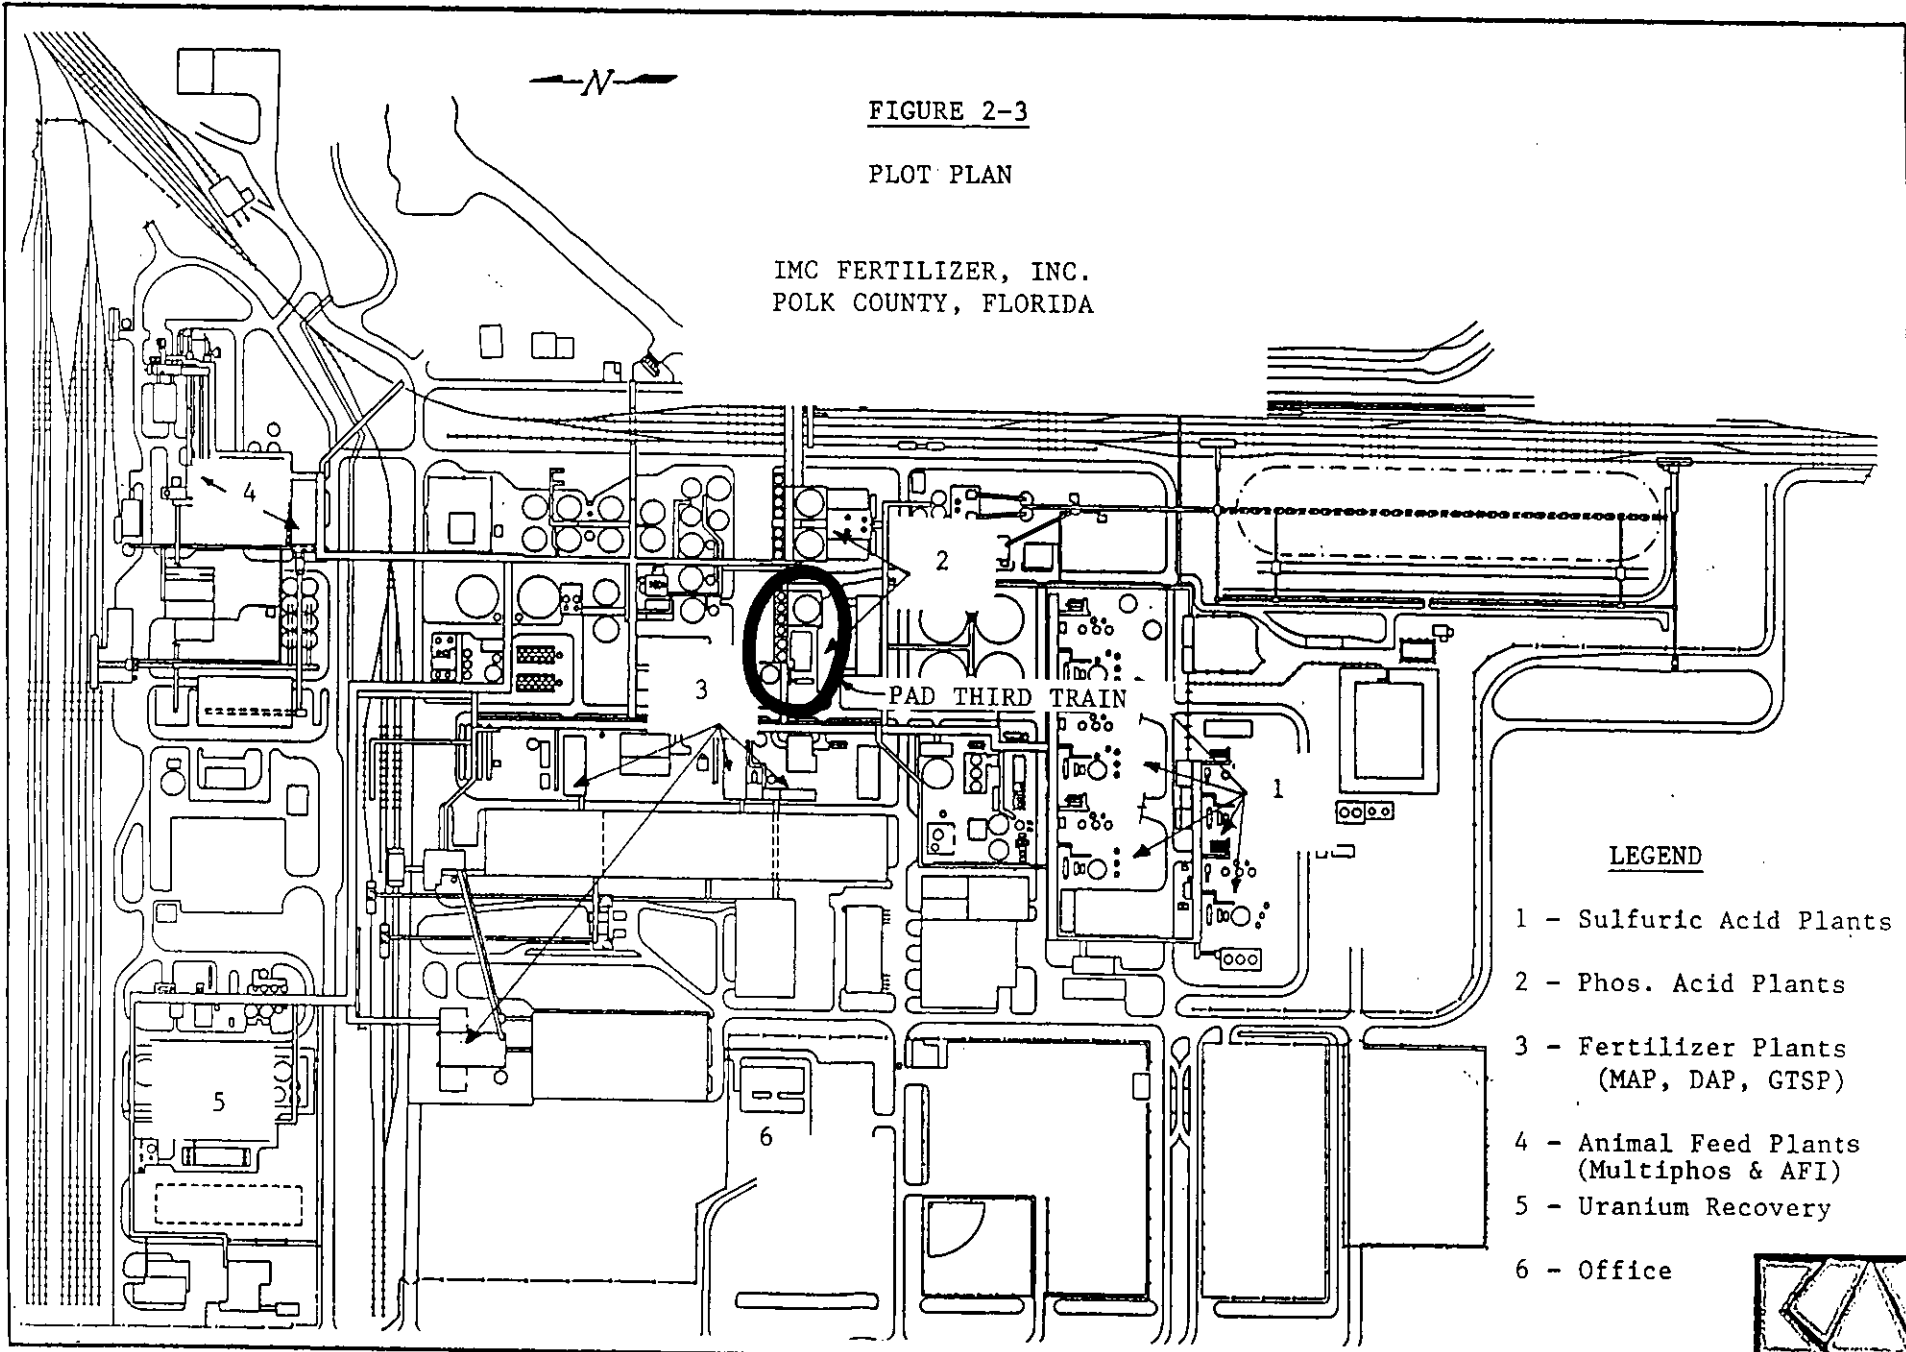 N
FIGURE 2-3
PLOT PLAN
IMC FERTILIZER, INC.
POLK COUNTY, FLORIDA
4
2
3
PAD THIRD TRAIN
1
LEGEND
1 - Sulfuric Acid Plants
2 - Phos. Acid Plants
3 - Fertilizer Plants
(MAP, DAP, GTSP)
4 - Animal Feed Plants
(Multiphos & AFI)
5 - Uranium Recovery
6 - Office
5
6